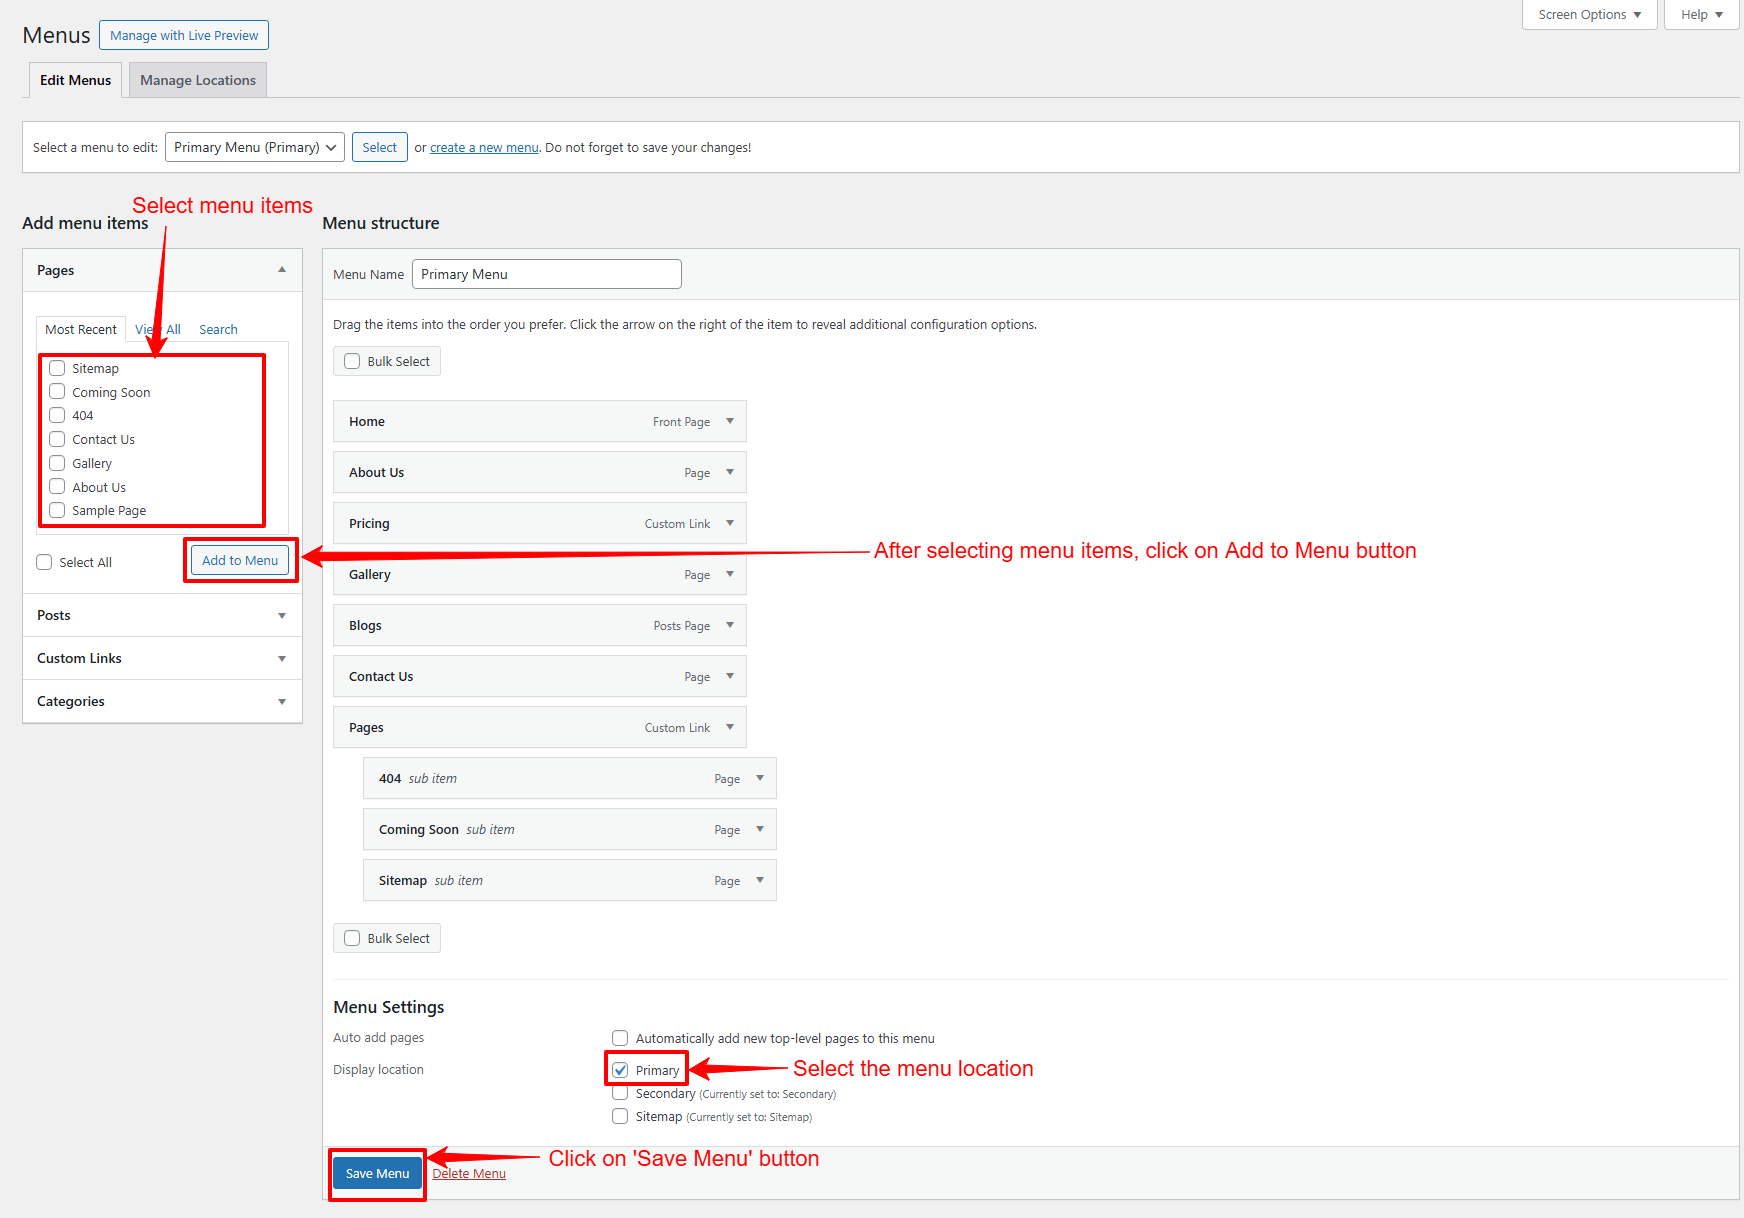 Screen Options
Help
Menus
Manage with Live Preview
Edit Menus
Manage Locations
Select a menu to edit: Primary Menu (Primary) Select or create a new menu. Do not forget to save your changes!
Select menu items
Add menu items
Menu structure
Pages
Most Recent
View All
Search
Sitemap
Coming Soon
404
Contact Us
Gallery
About Us
Sample Page
Select All
Add to Menu
Posts
Custom Links
Categories
Menu Name Primary Menu
Drag the items into the order you prefer. Click the arrow on the right of the item to reveal additional configuration options.
Bulk Select
Home Front Page
About Us Page
Pricing Custom Link
After selecting menu items, click on Add to Menu button
Gallery Page
Blogs Posts Page
Contact Us Page
Pages Custom Link
404 sub item Page
Coming Soon sub item Page
Sitemap sub item Page
Bulk Select
Menu Settings
Auto add pages
Automatically add new top-level pages to this menu
Display location
Primary
Select the menu location
Secondary (Currently set to: Secondary)
Sitemap (Currently set to: Sitemap)
Click on 'Save Menu' button
Save Menu
Delete Menu